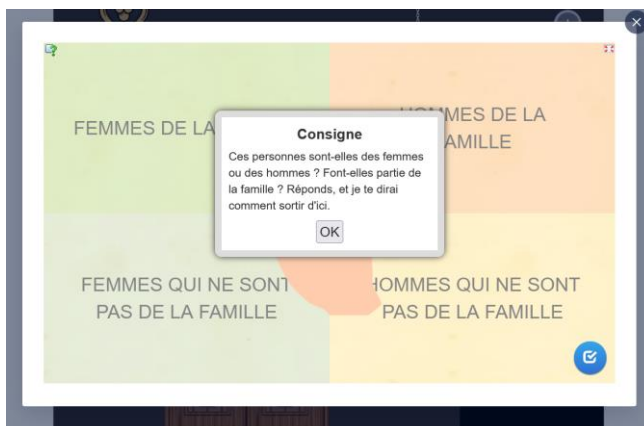 FEMMES DE LA
HOMMES DE LA
AMILLE
Consigne
Ces personnes sont-elles des femmes
ou des hommes ? Font-elles partie de
la famille ? Réponds, et je te dirai
comment sortir d'ici.
OK
FEMMES QUI NE SONT
PAS DE LA FAMILLE
HOMMES QUI NE SONT
PAS DE LA FAMILLE